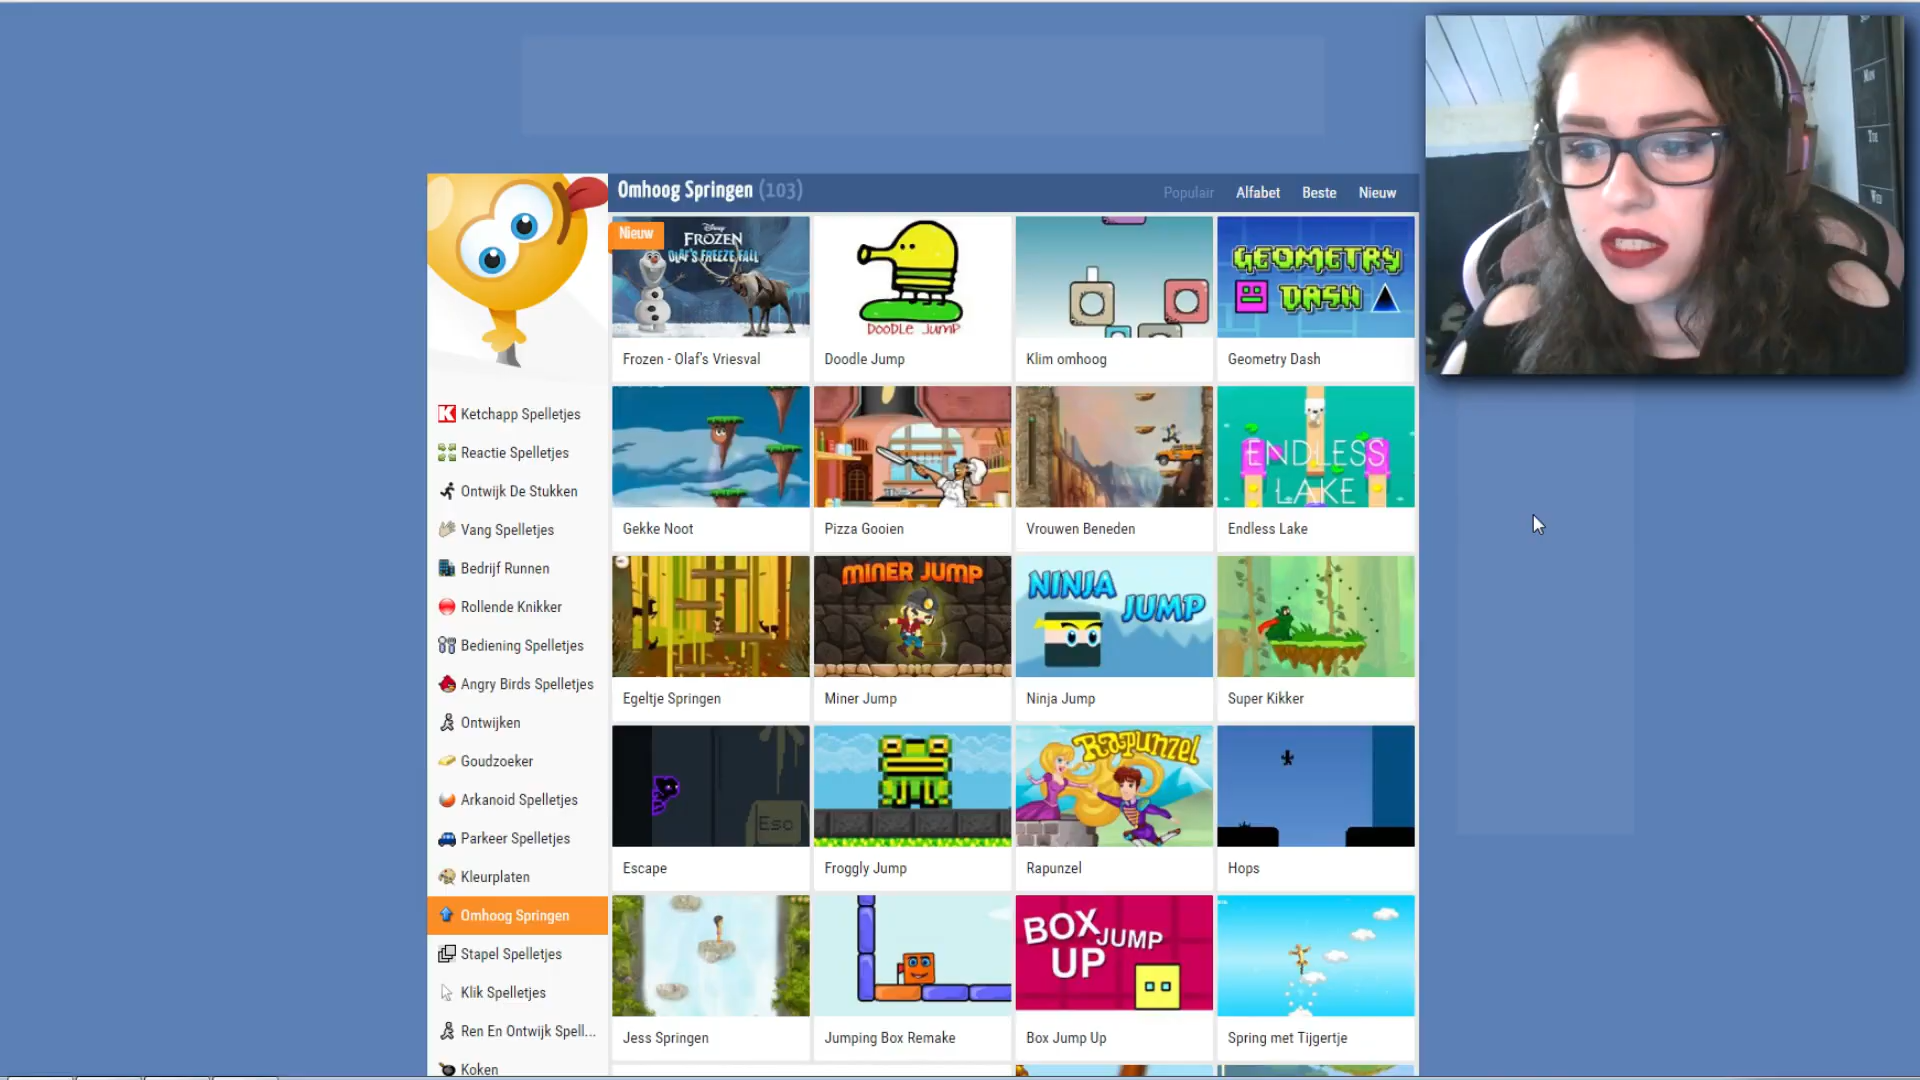 Omhoog Springen (103)
Populair Alfabet Beste Nieuw
Nieuw
Disney
FROZEN
OLAF'S FREEZE FALL
DOODLE JUMP
GEOMETRY
DASH
Frozen - Olaf's Vriesval
Doodle Jump
Klim omhoog
Geometry Dash
ENDLESS
LAKE
Gekke Noot
Pizza Gooien
Vrouwen Beneden
Endless Lake
MINER JUMP
NINJA
JUMP
Egeltje Springen
Miner Jump
Ninja Jump
Super Kikker
Esc
Rapunzel
Escape
Froggly Jump
Rapunzel
Hops
BOX JUMP
UP
Jess Springen
Jumping Box Remake
Box Jump Up
Spring met Tijgertje
K Ketchapp Spelletjes
Reactie Spelletjes
Ontwijk De Stukken
Vang Spelletjes
Bedrijf Runnen
Rollende Knikker
Bediening Spelletjes
Angry Birds Spelletjes
Ontwijken
Goudzoeker
Arkanoid Spelletjes
Parkeer Spelletjes
Kleurplaten
Omhoog Springen
Stapel Spelletjes
Klik Spelletjes
Ren En Ontwijk Spell...
Koken